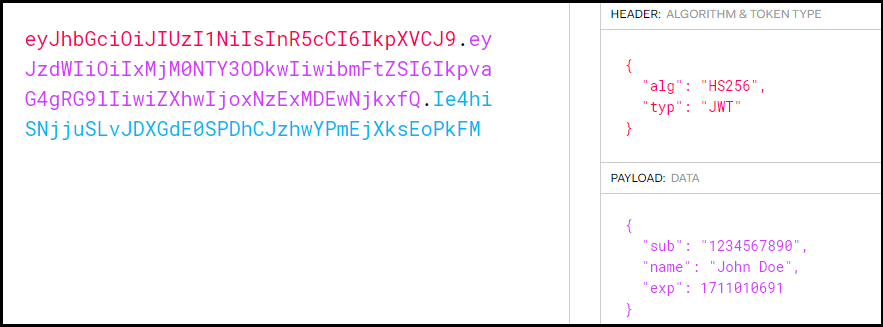 eyJhbGciOiJIUzI1NiIsInR5cCI6IkpXVCJ9.ey
JzdWIiOiIxMjM0NTY3ODkwIiwibmFtZSI6Ikpva
G4gRG9lIiwiZXhwIjoxNzExMDEwNjkxfQ.Ie4hi
SNjjuSLvJDXGdE0SPDhCJzhwYPmEjXksEoPkFM
HEADER: ALGORITHM & TOKEN TYPE
{
"alg": "HS256",
"typ": "JWT"
}
PAYLOAD: DATA
{
"sub": "1234567890",
"name": "John Doe",
"exp": 1711010691
}